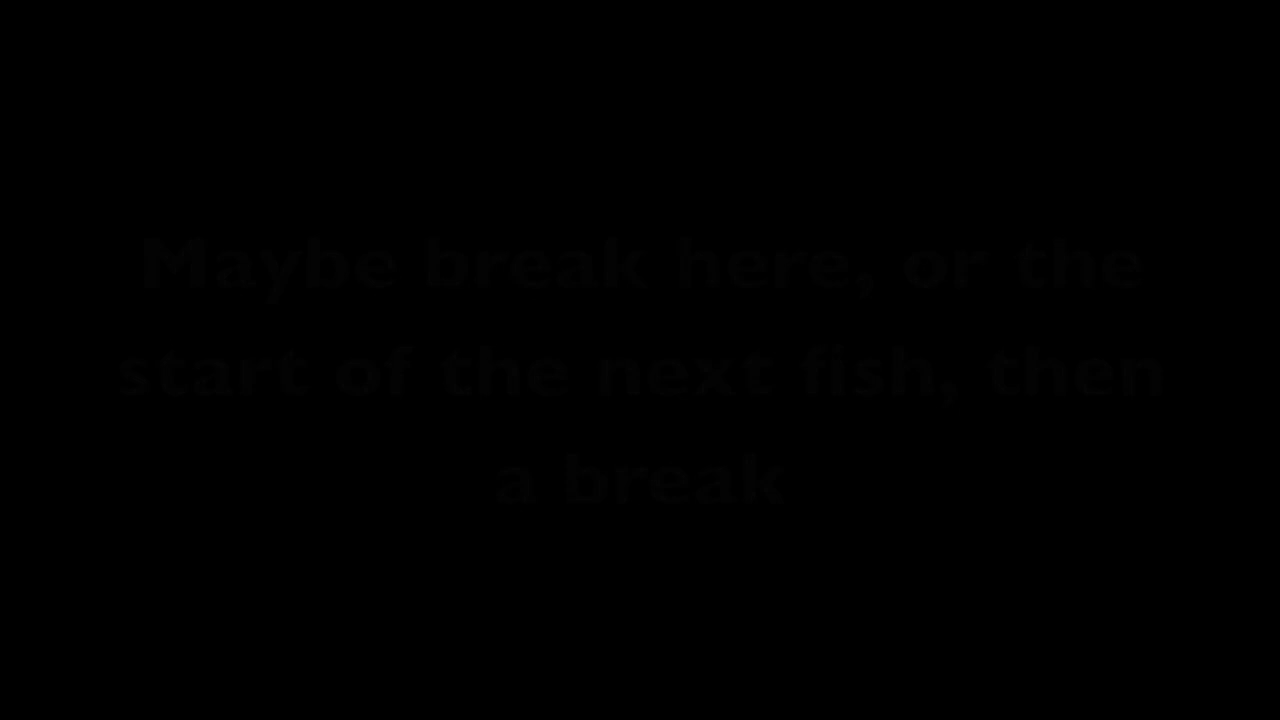 Maybe break here, or the
start of the next fish, then
a break